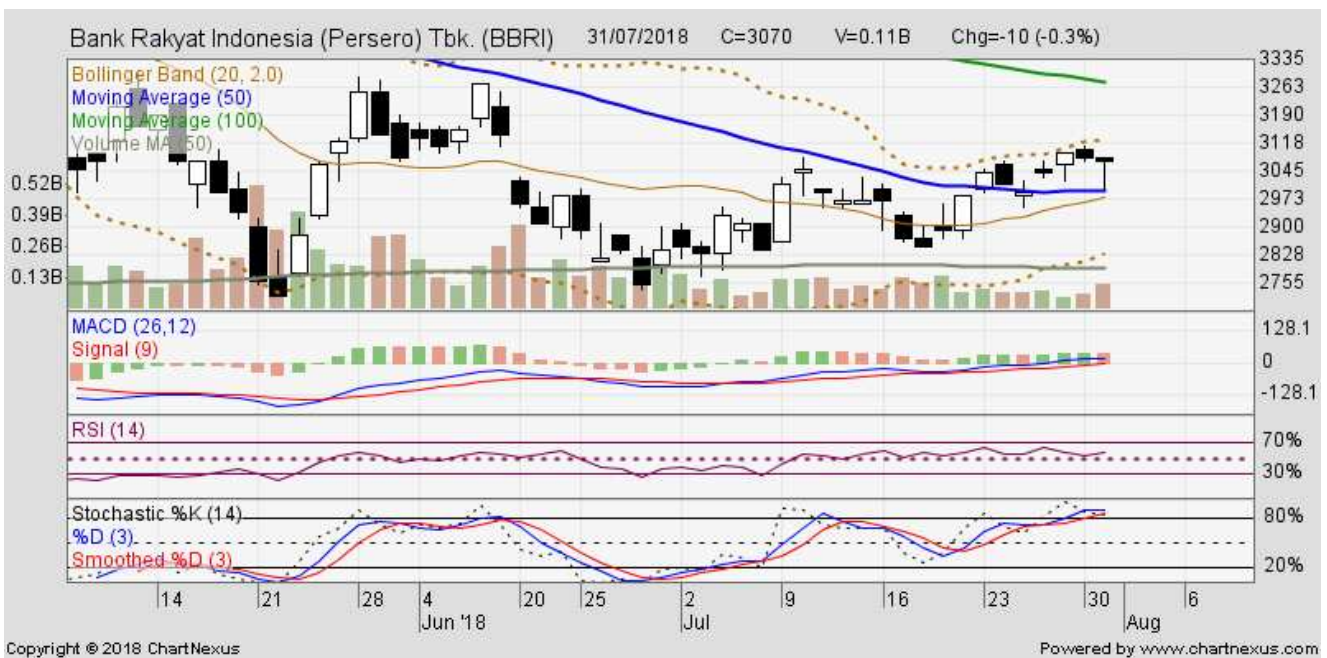 Bank Rakyat Indonesia (Persero) Tbk. (BBRI) 31/07/2018 C=3070 V=0.11B Chg=-10 (-0.3%)
Bollinger Band (20, 2.0)
Moving Average (50)
Moving Average (100)
Volume MA (50)
3335
3263
3190
3118
3045
2973
2900
2828
2755
0.52B
0.39B
0.26B
0.13B
MACD (26,12)
Signal (9)
128.1
0
-128.1
RSI (14)
70%
30%
Stochastic %K (14)
%D (3)
Smoothed %D (3)
80%
20%
14 21 28 4 20 25 2 9 16 23 30 6
Jun '18 Jul Aug
Copyright © 2018 ChartNexus Powered by www.chartnexus.com